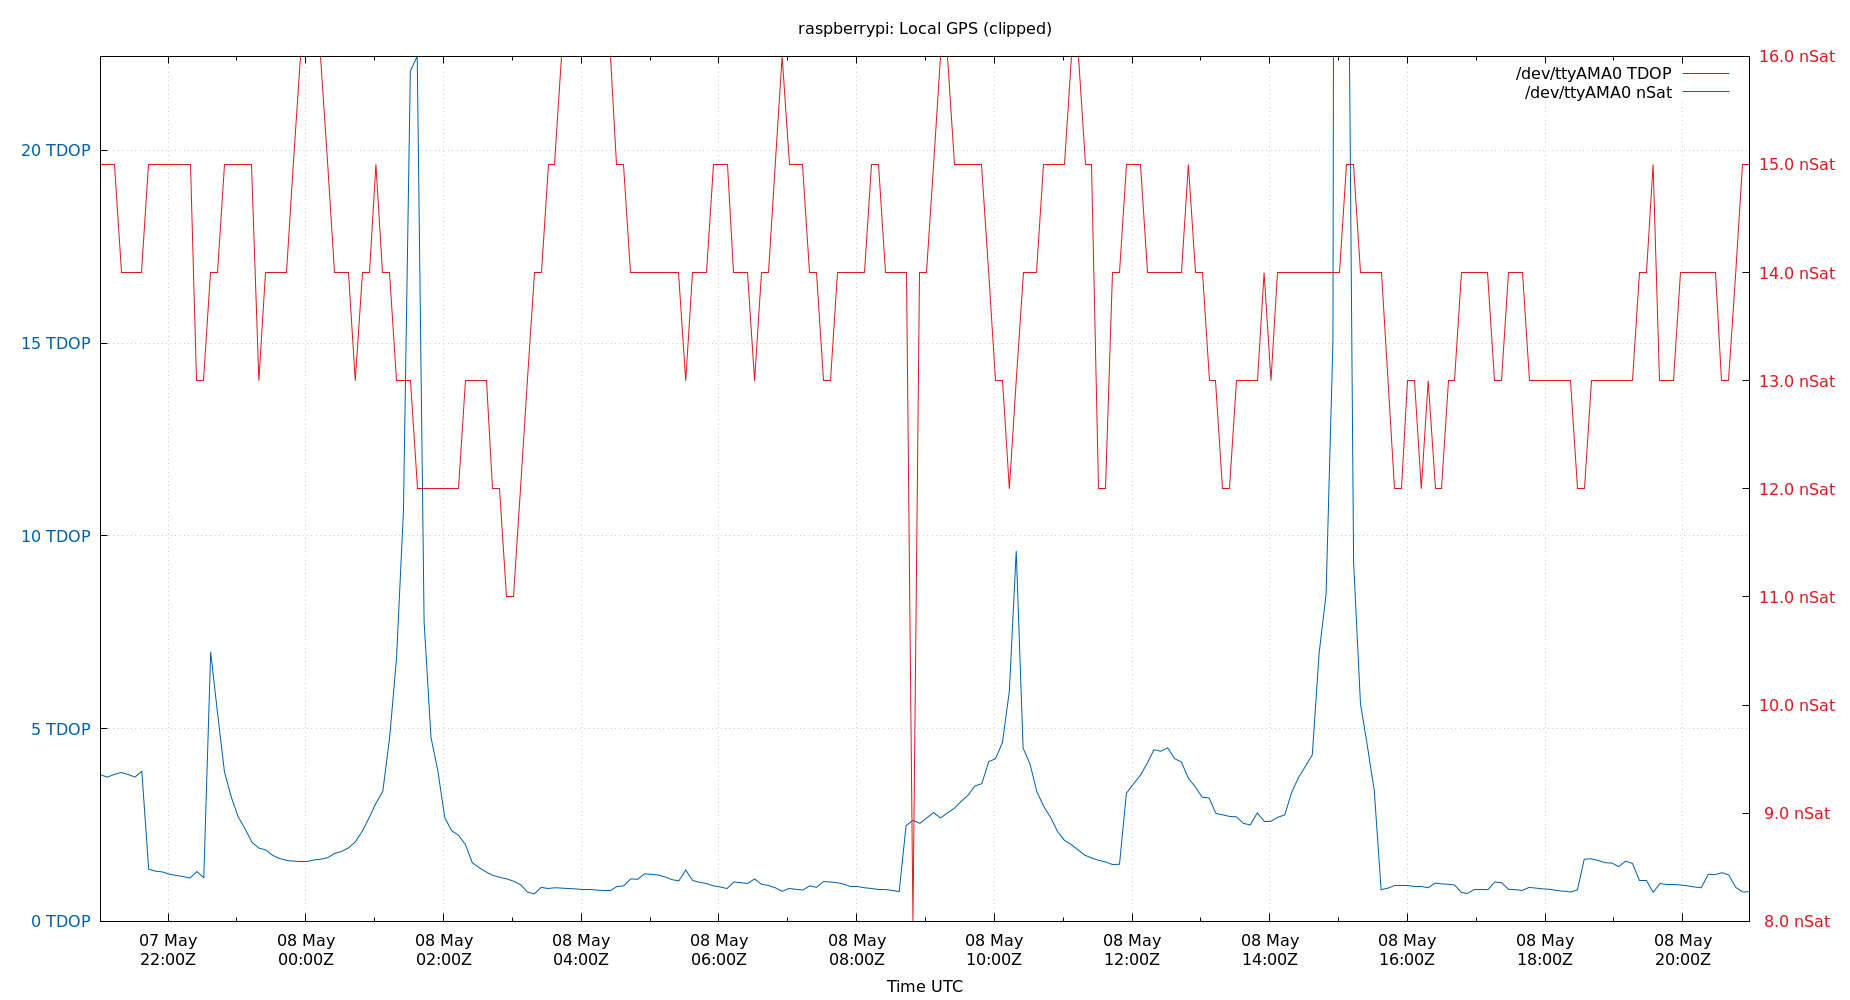 raspberrypi: Local GPS (clipped)
/dev/ttyAMA0 TDOP
/dev/ttyAMA0 nSat
20 TDOP
15 TDOP
10 TDOP
5 TDOP
0 TDOP
16.0 nSat
15.0 nSat
14.0 nSat
13.0 nSat
12.0 nSat
11.0 nSat
10.0 nSat
9.0 nSat
8.0 nSat
07 May
22:00Z
08 May
00:00Z
08 May
02:00Z
08 May
04:00Z
08 May
06:00Z
08 May
08:00Z
08 May
10:00Z
08 May
12:00Z
08 May
14:00Z
08 May
16:00Z
08 May
18:00Z
08 May
20:00Z
Time UTC